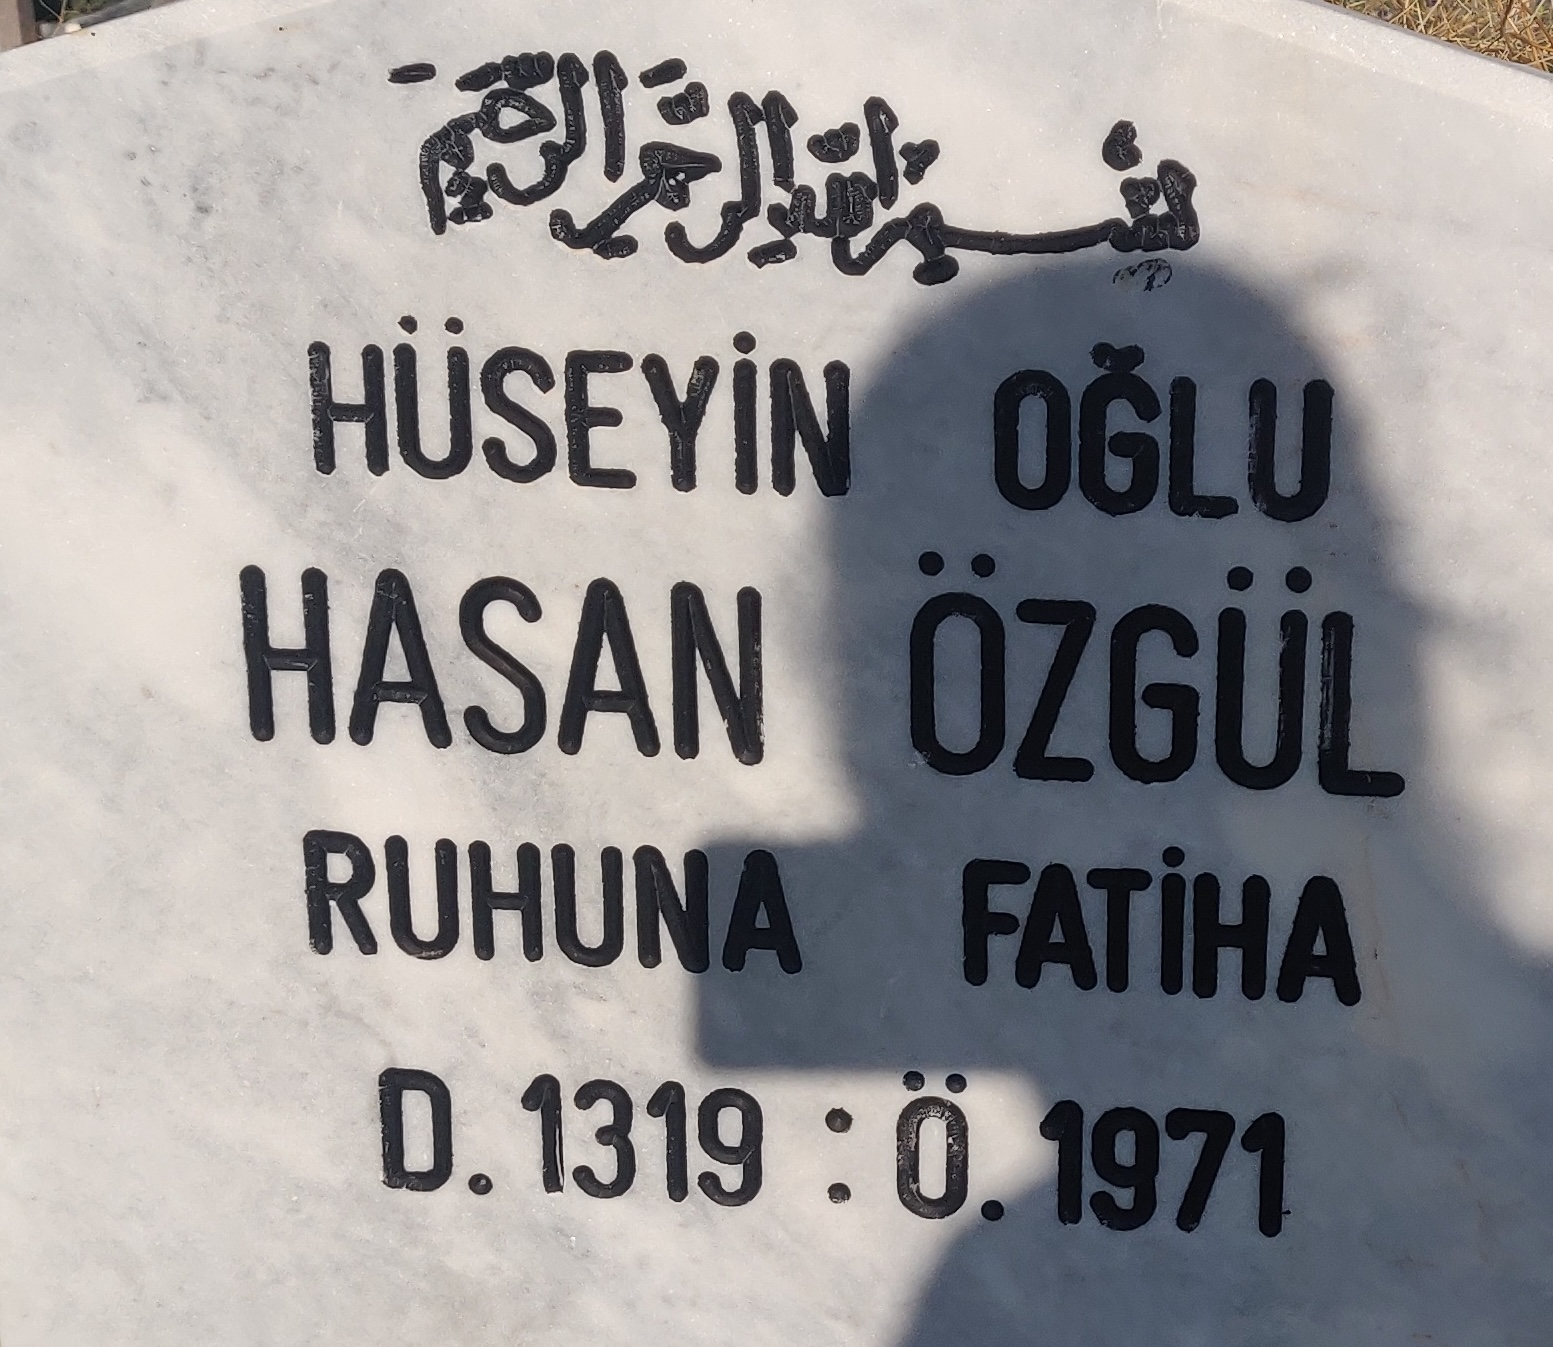 بسم الله الرحمن الرحيم
HÜSEYİN OĞLU
HASAN ÖZGÜL
RUHUNA FATİHA
D. 1319 : Ö. 1971